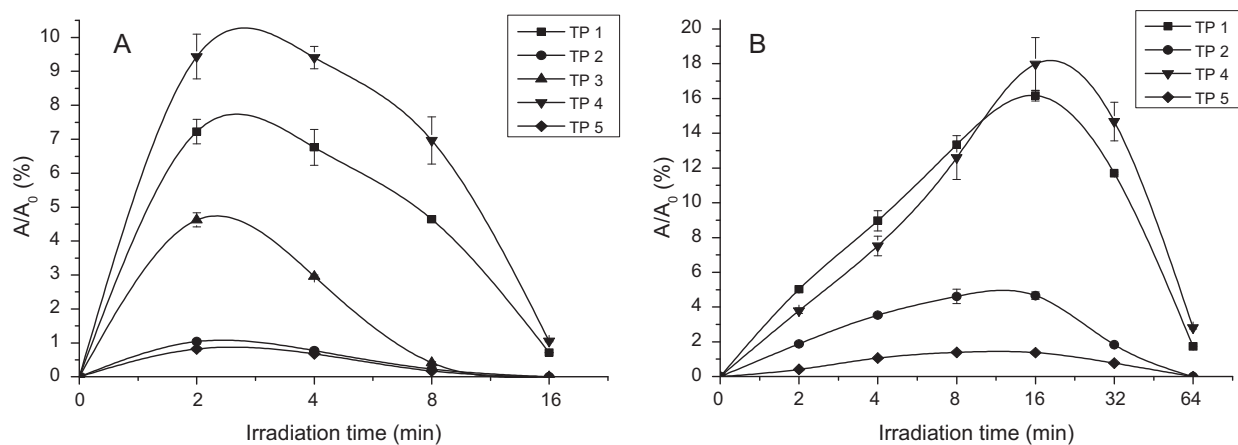 A
TP 1
TP 2
TP 3
TP 4
TP 5
10
9
8
7
6
5
4
3
2
1
0
A/A0 (%)
0 2 4 8 16
Irradiation time (min)
B
TP 1
TP 2
TP 4
TP 5
20
18
16
14
12
10
8
6
4
2
0
A/A0 (%)
0 2 4 8 16 32 64
Irradiation time (min)